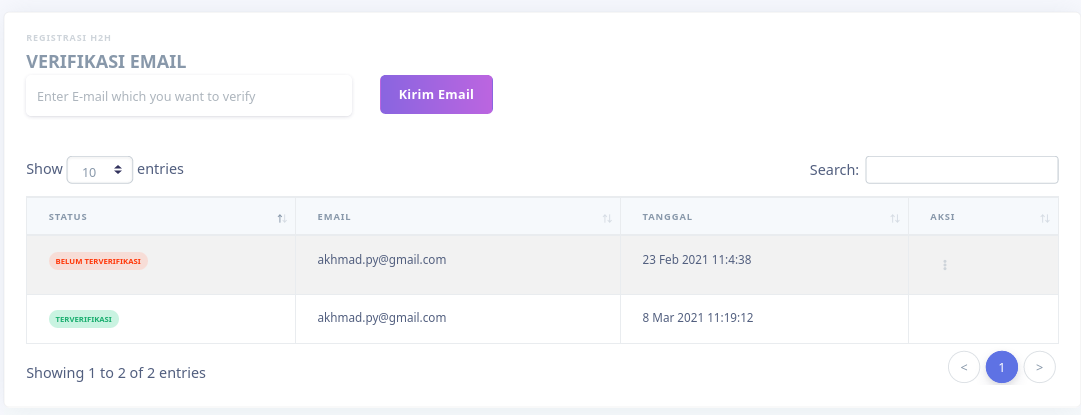 REGISTRASI H2H
VERIFIKASI EMAIL
Enter E-mail which you want to verify
Kirim Email
Show 10 entries
Search:
STATUS EMAIL TANGGAL AKSI
BELUM TERVERIFIKASI akhmad.py@gmail.com 23 Feb 2021 11:4:38
TERVERIFIKASI akhmad.py@gmail.com 8 Mar 2021 11:19:12
Showing 1 to 2 of 2 entries
< 1 >